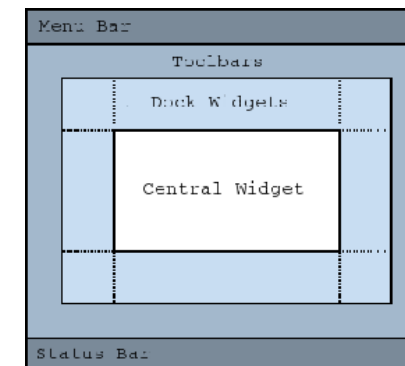 Menu Bar
Toolbars
Dock Widgets
Central Widget
Status Bar